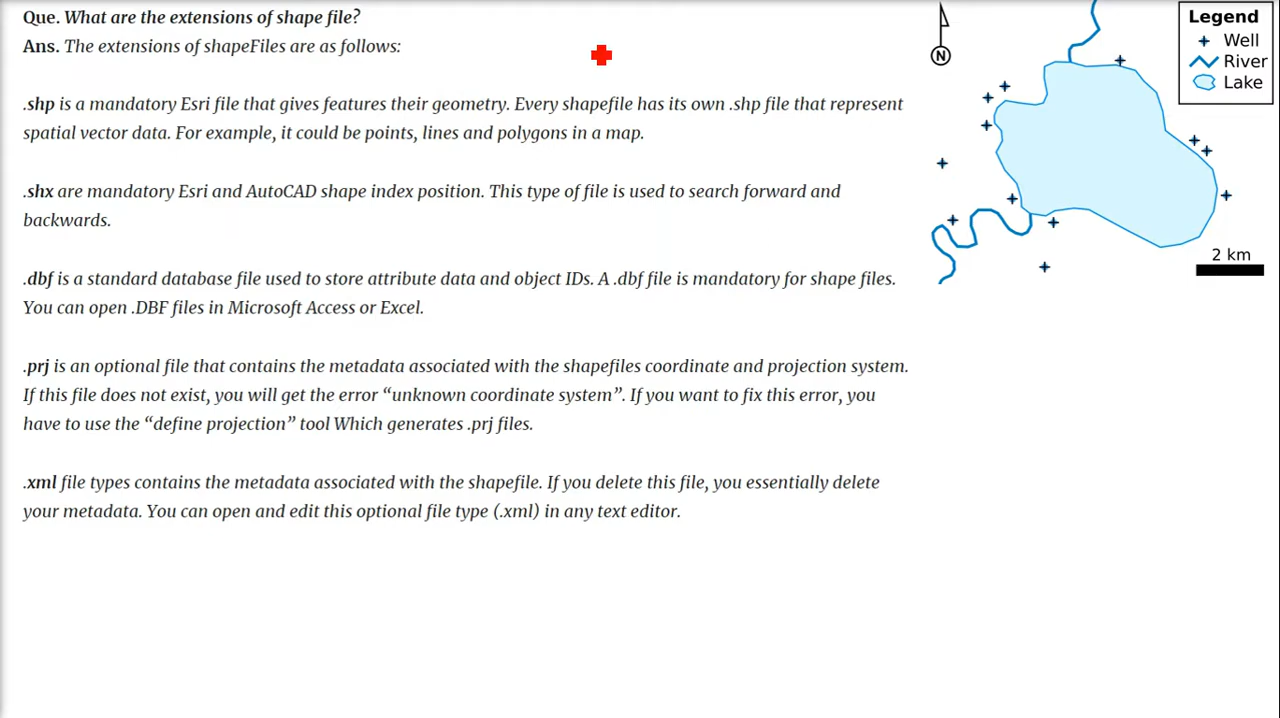 Que. What are the extensions of shape file?
Ans. The extensions of shapeFiles are as follows:
.shp is a mandatory Esri file that gives features their geometry. Every shapefile has its own .shp file that represent
spatial vector data. For example, it could be points, lines and polygons in a map.
.shx are mandatory Esri and AutoCAD shape index position. This type of file is used to search forward and
backwards.
.dbf is a standard database file used to store attribute data and object IDs. A .dbf file is mandatory for shape files.
You can open .DBF files in Microsoft Access or Excel.
.prj is an optional file that contains the metadata associated with the shapefiles coordinate and projection system.
If this file does not exist, you will get the error “unknown coordinate system”. If you want to fix this error, you
have to use the “define projection” tool Which generates .prj files.
.xml file types contains the metadata associated with the shapefile. If you delete this file, you essentially delete
your metadata. You can open and edit this optional file type (.xml) in any text editor.
N
Legend
Well
River
Lake
2 km